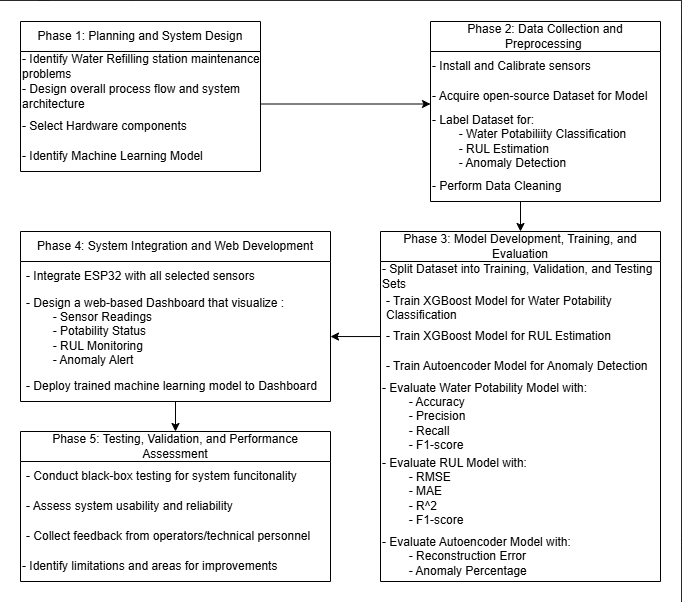 Phase 1: Planning and System Design
- Identify Water Refilling station maintenance
problems
- Design overall process flow and system
architecture
- Select Hardware components
- Identify Machine Learning Model
Phase 2: Data Collection and
Preprocessing
- Install and Calibrate sensors
- Acquire open-source Dataset for Model
- Label Dataset for:
- Water Potability Classification
- RUL Estimation
- Anomaly Detection
- Perform Data Cleaning
Phase 3: Model Development, Training, and
Evaluation
- Split Dataset into Training, Validation, and Testing
Sets
- Train XGBoost Model for Water Potability
Classification
- Train XGBoost Model for RUL Estimation
- Train Autoencoder Model for Anomaly Detection
- Evaluate Water Potability Model with:
- Accuracy
- Precision
- Recall
- F1-score
- Evaluate RUL Model with:
- RMSE
- MAE
- R^2
- F1-score
- Evaluate Autoencoder Model with:
- Reconstruction Error
- Anomaly Percentage
Phase 4: System Integration and Web Development
- Integrate ESP32 with all selected sensors
- Design a web-based Dashboard that visualize :
- Sensor Readings
- Potability Status
- RUL Monitoring
- Anomaly Alert
- Deploy trained machine learning model to Dashboard
Phase 5: Testing, Validation, and Performance
Assessment
- Conduct black-box testing for system funcitonality
- Assess system usability and reliability
- Collect feedback from operators/technical personnel
- Identify limitations and areas for improvements